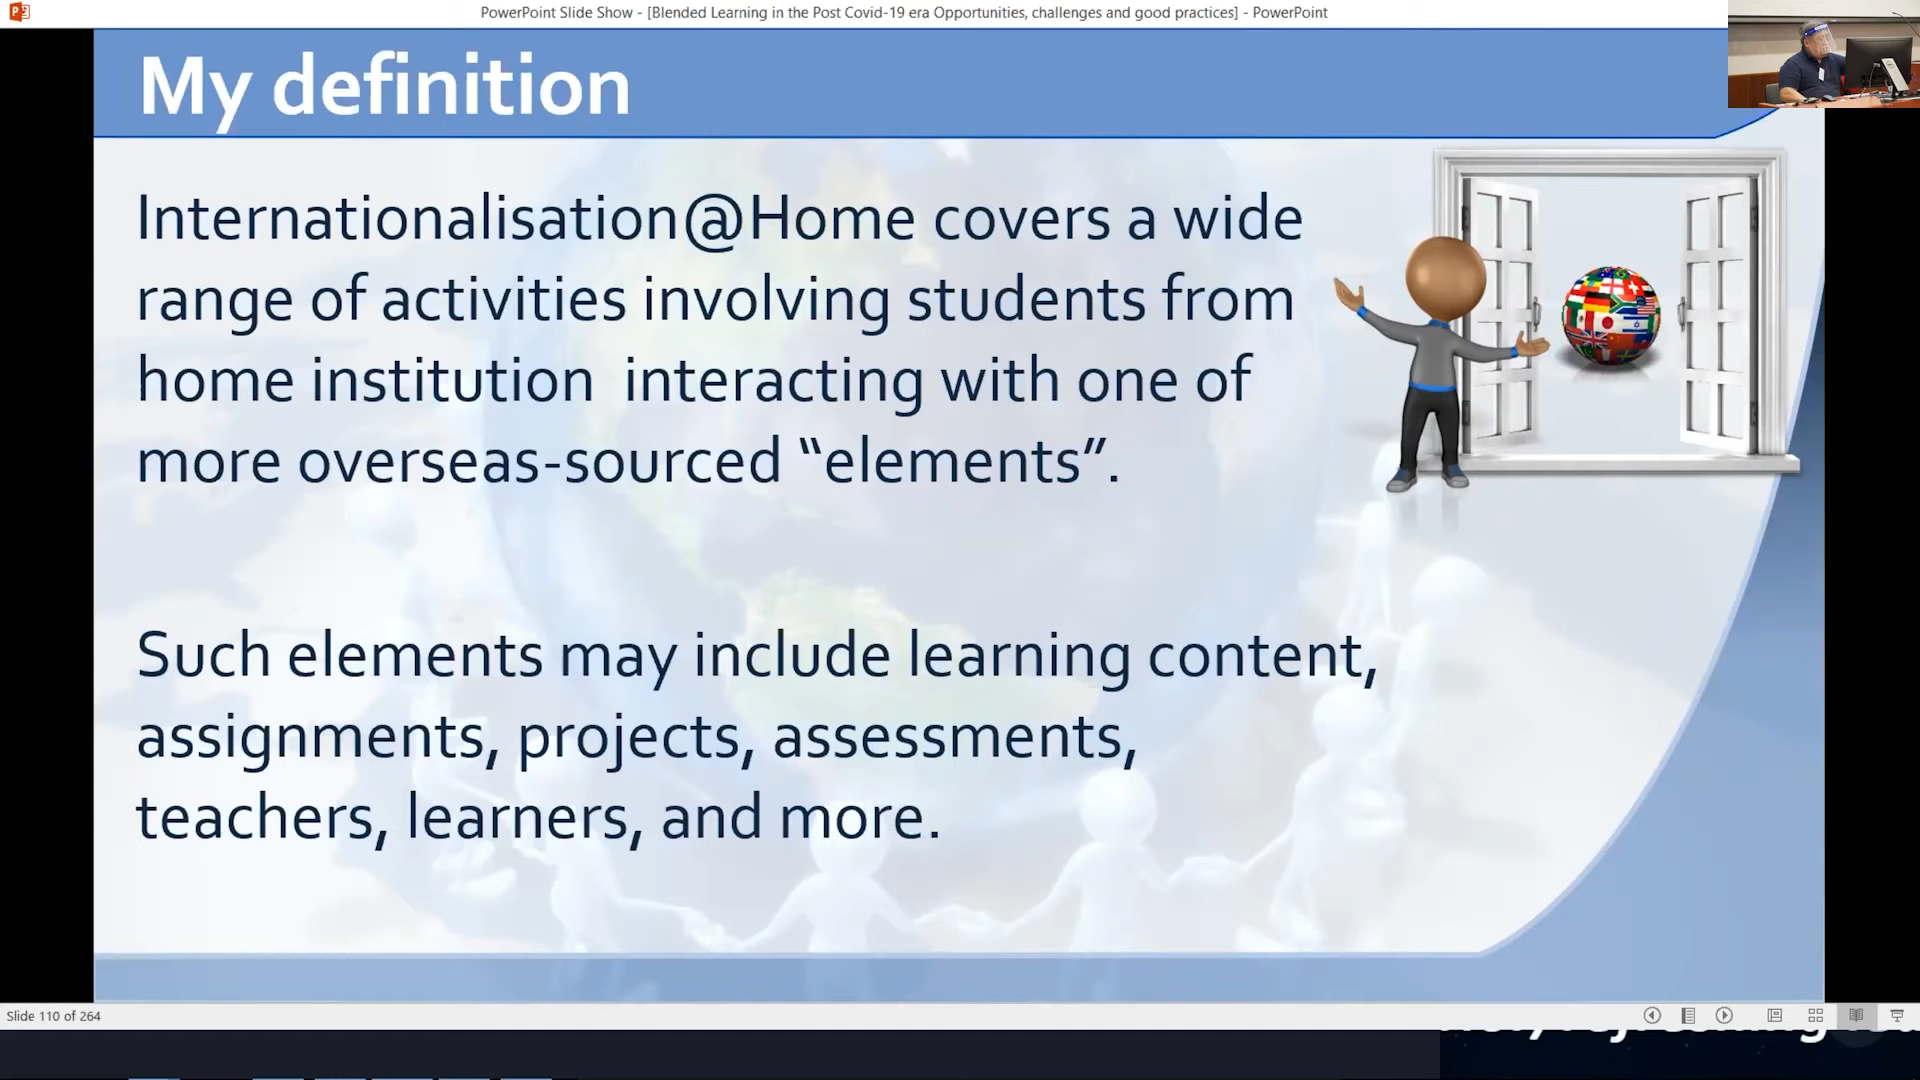 PowerPoint Slide Show - [Blended Learning in the Post Covid-19 era Opportunities, challenges and good practices] - PowerPoint
My definition
Internationalisation@Home covers a wide
range of activities involving students from
home institution interacting with one of
more overseas-sourced “elements”.
Such elements may include learning content,
assignments, projects, assessments,
teachers, learners, and more.
Slide 110 of 264